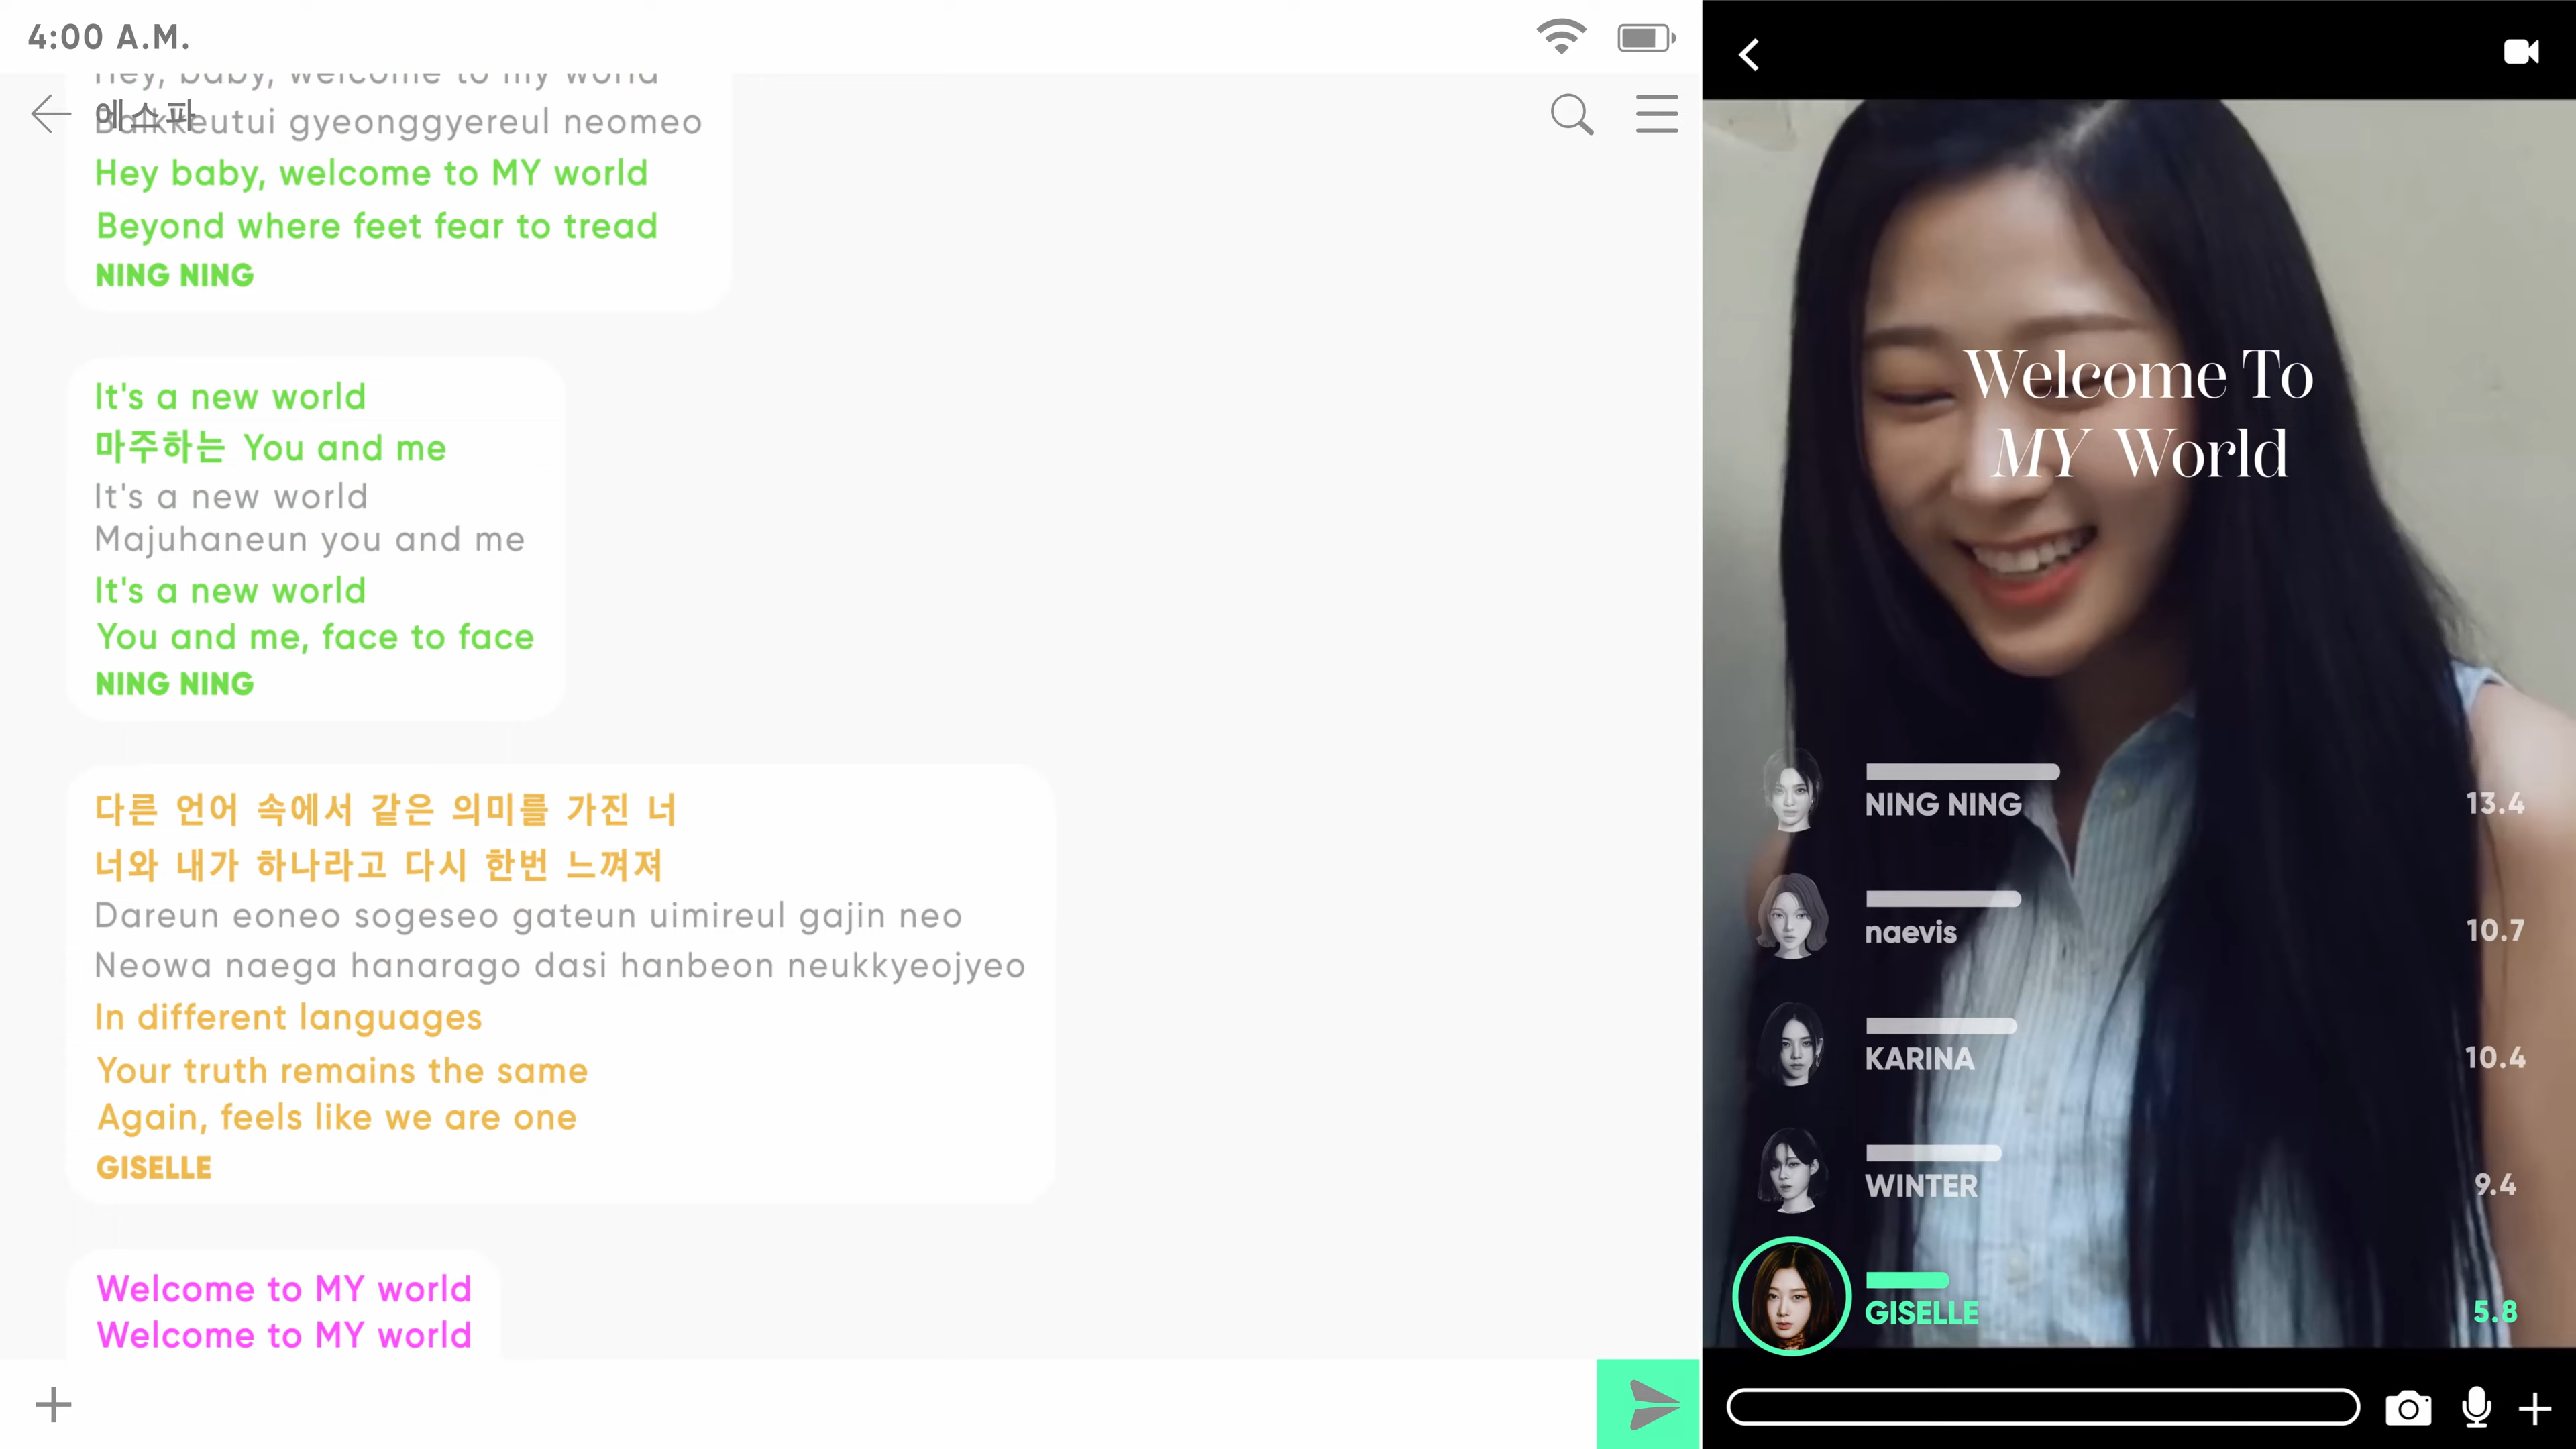 4:00 A.M.
Hey, baby, welcome to my world
에스파
Bakkeutui gyeonggyereul neomeo
Hey baby, welcome to MY world
Beyond where feet fear to tread
NING NING
It's a new world
마주하는 You and me
It's a new world
Majuhaneun you and me
It's a new world
You and me, face to face
NING NING
다른 언어 속에서 같은 의미를 가진 너
너와 내가 하나라고 다시 한번 느껴져
Dareun eoneo sogeseo gateun uimireul gajin neo
Neowa naega hanarago dasi hanbeon neukkyeojyeo
In different languages
Your truth remains the same
Again, feels like we are one
GISELLE
Welcome to MY world
Welcome to MY world
Welcome To
MY World
NING NING 13.4
naevis 10.7
KARINA 10.4
WINTER 9.4
GISELLE 5.8